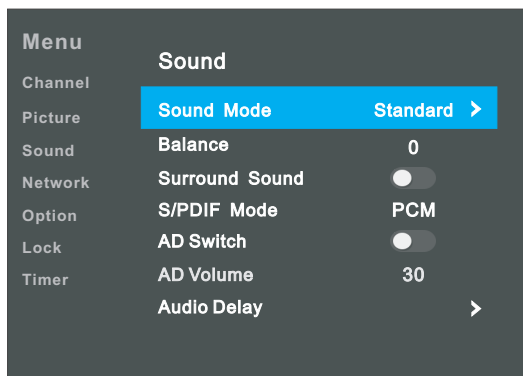 Menu
Channel
Picture
Sound
Network
Option
Lock
Timer
Sound
Sound Mode Standard >
Balance 0
Surround Sound
S/PDIF Mode PCM
AD Switch
AD Volume 30
Audio Delay >